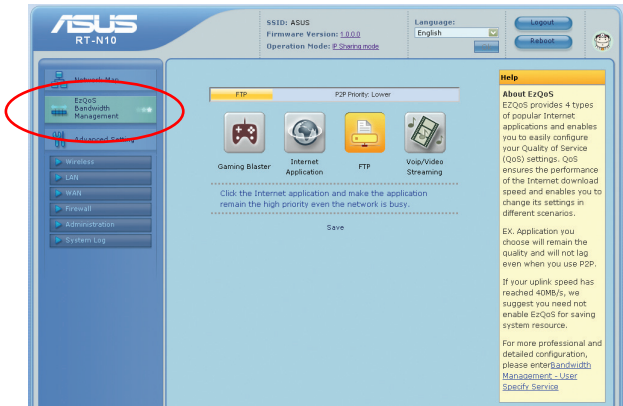 ASUS
RT-N10
SSID: ASUS
Firmware Version: 1.0.0.0
Operation Mode: IP Sharing mode
Language:
English
Logout
Reboot
Network Map
EzQoS
Bandwidth
Management
Advanced Setting
Wireless
LAN
WAN
Firewall
Administration
System Log
FTP
P2P Priority: Lower
Gaming Blaster
Internet
Application
FTP
Voip/Video
Streaming
Click the Internet application and make the application
remain the high priority even the network is busy.
Save
Help
About EzQoS
EZQoS provides 4 types
of popular Internet
applications and enables
you to easily configure
your Quality of Service
(QoS) settings. QoS
ensures the performance
of the Internet download
speed and enables you to
change its settings in
different scenarios.
EX. Application you
choose will remain the
quality and will not lag
even when you use P2P.
If your uplink speed has
reached 40MB/s, we
suggest you need not
enable EzQoS for saving
system resource.
For more professional and
detailed configuration,
please enterBandwidth
Management - User
Specify Service